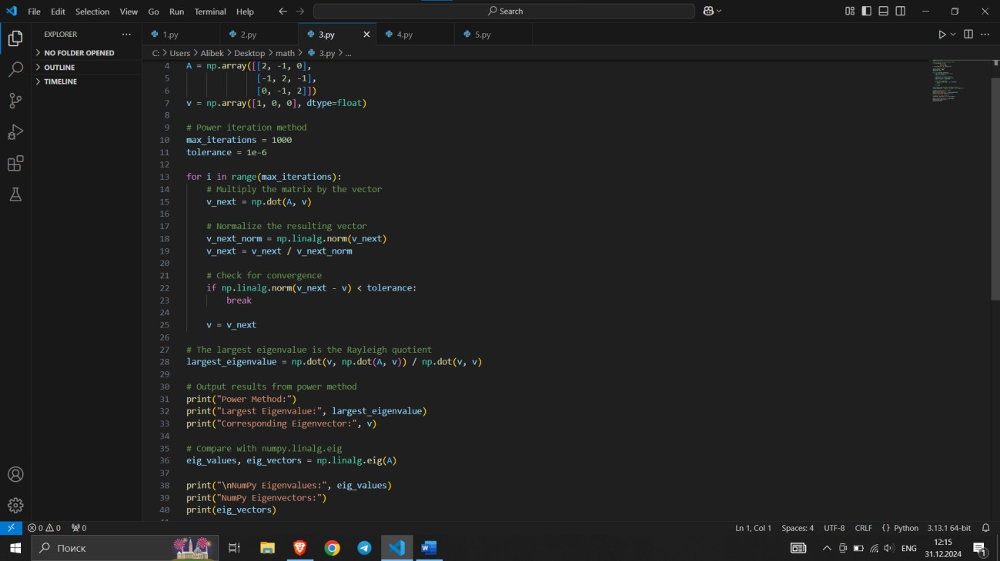 File Edit Selection View Go Run Terminal Help
Search
EXPLORER
NO FOLDER OPENED
OUTLINE
TIMELINE
1.py 2.py 3.py 4.py 5.py
C: > Users > Alibek > Desktop > math > 3.py > ...
4 A = np.array([[2, -1, 0],
5 [-1, 2, -1],
6 [0, -1, 2]])
7 v = np.array([1, 0, 0], dtype=float)
8
9 # Power iteration method
10 max_iterations = 1000
11 tolerance = 1e-6
12
13 for i in range(max_iterations):
14 # Multiply the matrix by the vector
15 v_next = np.dot(A, v)
16
17 # Normalize the resulting vector
18 v_next_norm = np.linalg.norm(v_next)
19 v_next = v_next / v_next_norm
20
21 # Check for convergence
22 if np.linalg.norm(v_next - v) < tolerance:
23 break
24
25 v = v_next
26
27 # The largest eigenvalue is the Rayleigh quotient
28 largest_eigenvalue = np.dot(v, np.dot(A, v)) / np.dot(v, v)
29
30 # Output results from power method
31 print("Power Method:")
32 print("Largest Eigenvalue:", largest_eigenvalue)
33 print("Corresponding Eigenvector:", v)
34
35 # Compare with numpy.linalg.eig
36 eig_values, eig_vectors = np.linalg.eig(A)
37
38 print("\nNumPy Eigenvalues:", eig_values)
39 print("NumPy Eigenvectors:")
40 print(eig_vectors)
0 0 0
Ln 1, Col 1 Spaces: 4 UTF-8 CRLF {} Python 3.13.1 64-bit
Поиск
ENG
12:15
31.12.2024
1